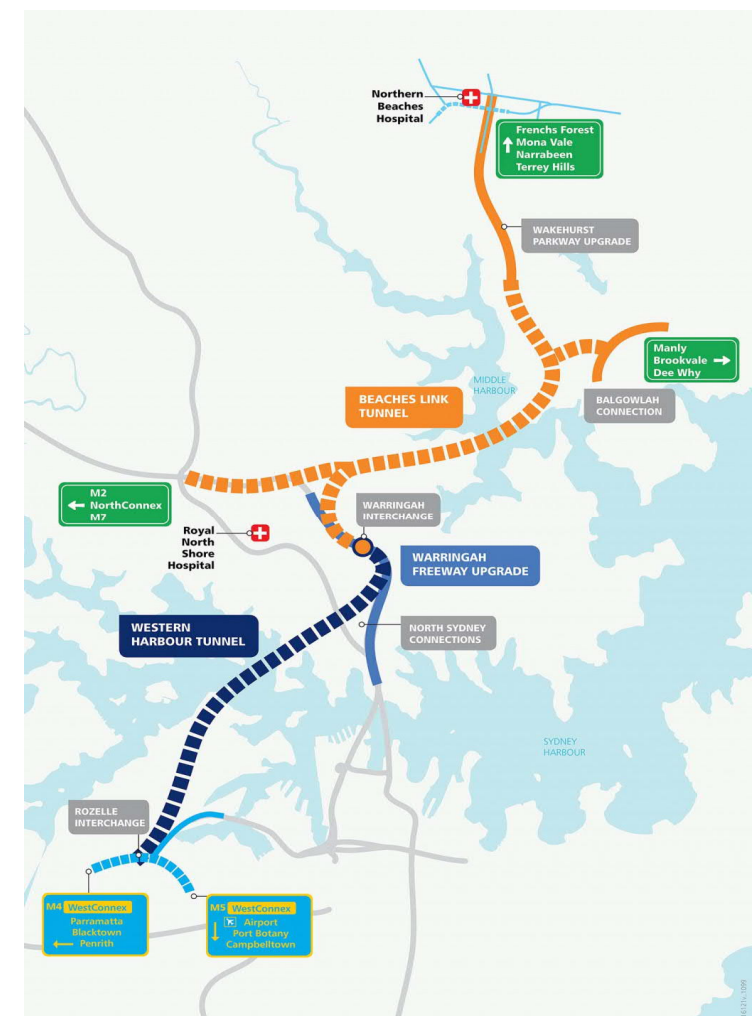 Northern
Beaches
Hospital
Frenchs Forest
Mona Vale
Narrabeen
Terrey Hills
WAKEHURST
PARKWAY UPGRADE
Manly
Brookvale
Dee Why
MIDDLE
HARBOUR
BEACHES LINK
TUNNEL
BALGOWLAH
CONNECTION
M2
NorthConnex
M7
WARRINGAH
INTERCHANGE
Royal
North
Shore
Hospital
WARRINGAH
FREEWAY UPGRADE
WESTERN
HARBOUR TUNNEL
NORTH SYDNEY
CONNECTIONS
SYDNEY
HARBOUR
ROZELLE
INTERCHANGE
M4 WestConnex
Parramatta
Blacktown
Penrith
M5 WestConnex
Airport
Port Botany
Campbelltown